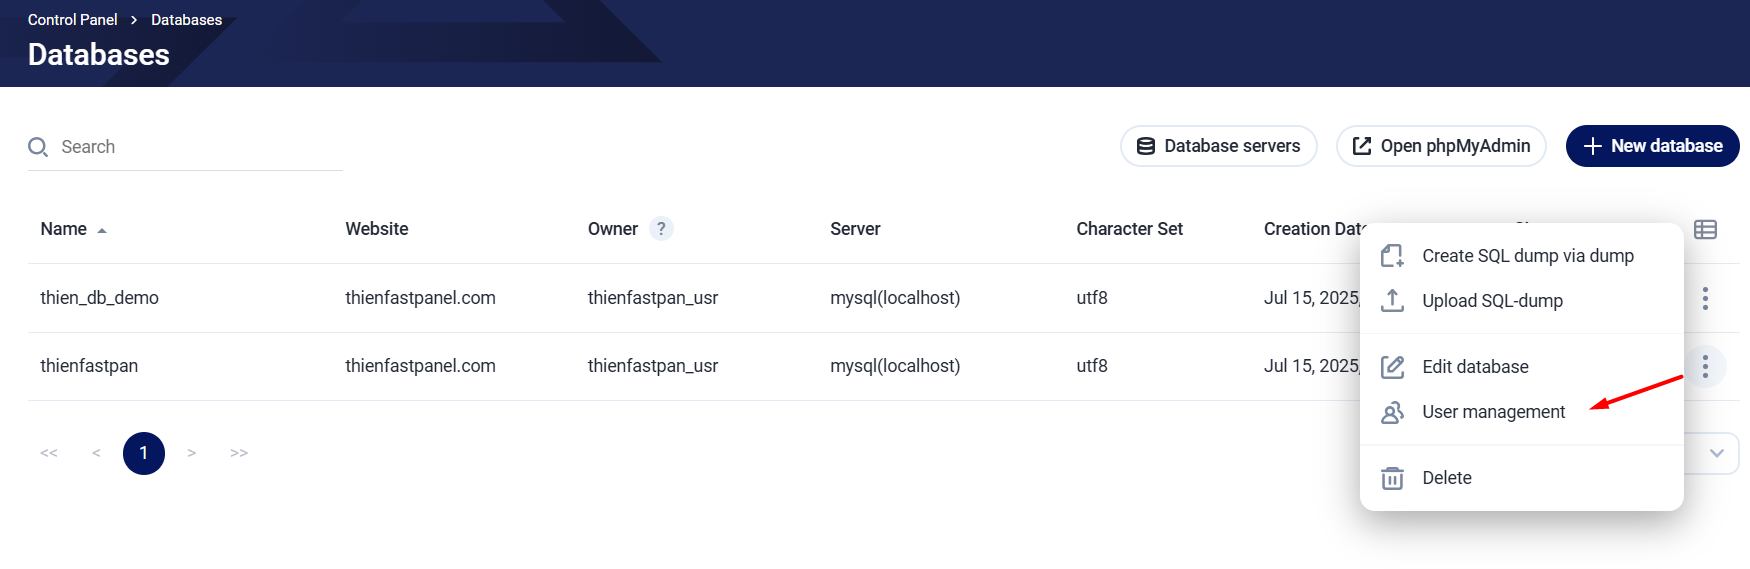 Control Panel > Databases
Databases
Search
Database servers
Open phpMyAdmin
New database
Name Website Owner ? Server Character Set Creation Date
thien_db_demo thienfastpanel.com thienfastpan_usr mysql(localhost) utf8 Jul 15, 2025,
thienfastpan thienfastpanel.com thienfastpan_usr mysql(localhost) utf8 Jul 15, 2025,
Create SQL dump via dump
Upload SQL-dump
Edit database
User management
Delete
<< < 1 > >>